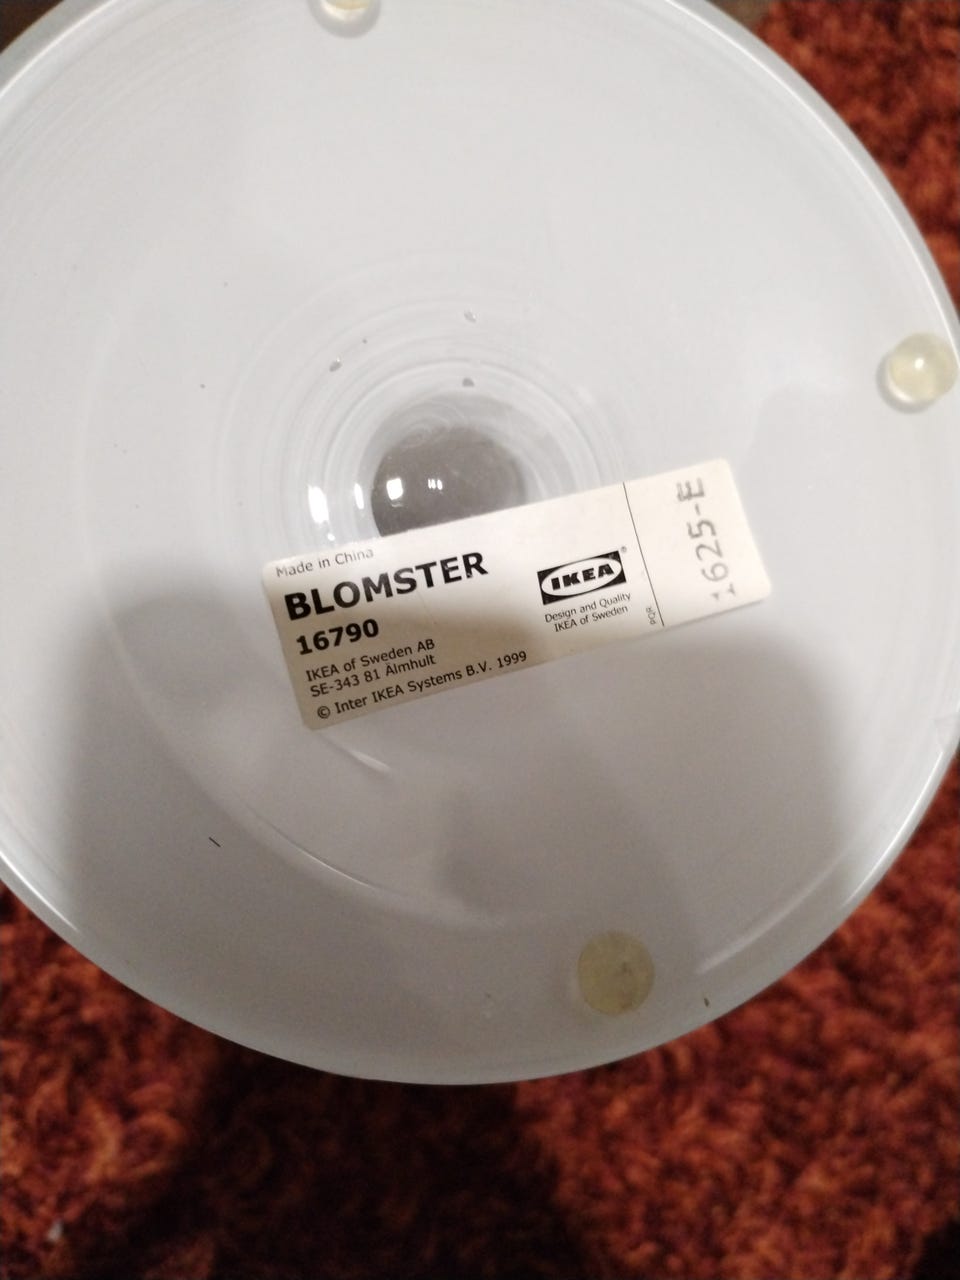 Made in China
BLOMSTER
16790
IKEA of Sweden AB
SE-343 81 Älmhult
© Inter IKEA Systems B.V. 1999
IKEA®
Design and Quality
IKEA of Sweden
1625-E